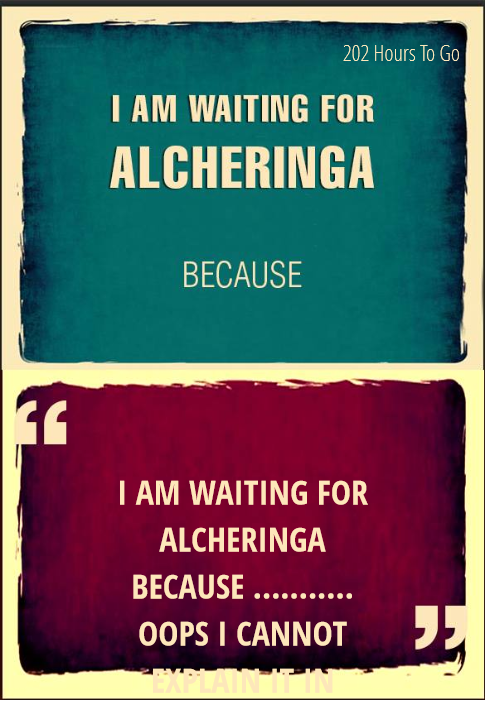 202 Hours To Go
I AM WAITING FOR
ALCHERINGA
BECAUSE
“
I AM WAITING FOR
ALCHERINGA
BECAUSE ...........
OOPS I CANNOT
”
EXPLAIN IT IN